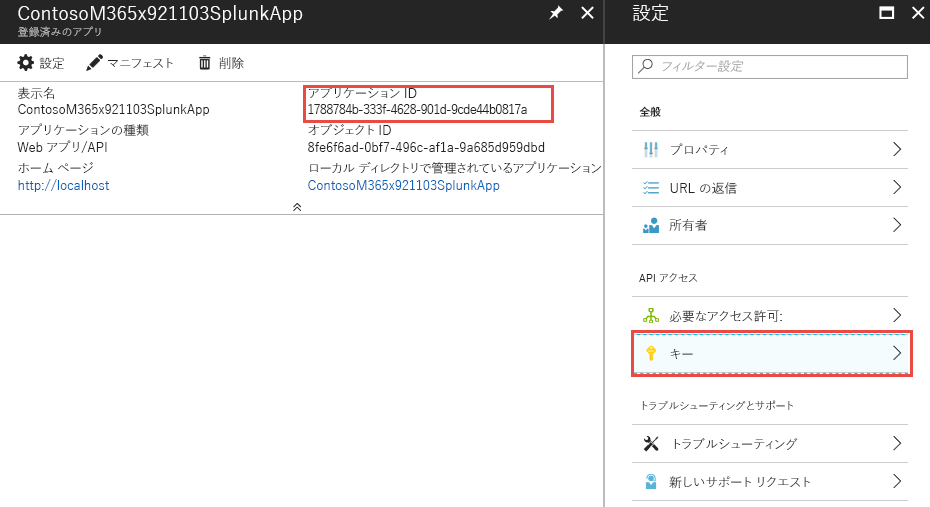 ContosoM365x921103SplunkApp
登録済みのアプリ
設定 マニフェスト 削除
表示名
ContosoM365x921103SplunkApp
アプリケーションの種類
Web アプリ/API
ホーム ページ
http://localhost
アプリケーション ID
1788784b-333f-4628-901d-9cde44b0817a
オブジェクト ID
8fe6f6ad-0bf7-496c-af1a-9a685d959dbd
ローカル ディレクトリで管理されているアプリケーション
ContosoM365x921103SplunkApp
設定
フィルター設定
全般
プロパティ
URL の返信
所有者
API アクセス
必要なアクセス許可:
キー
トラブルシューティングとサポート
トラブルシューティング
新しいサポート リクエスト